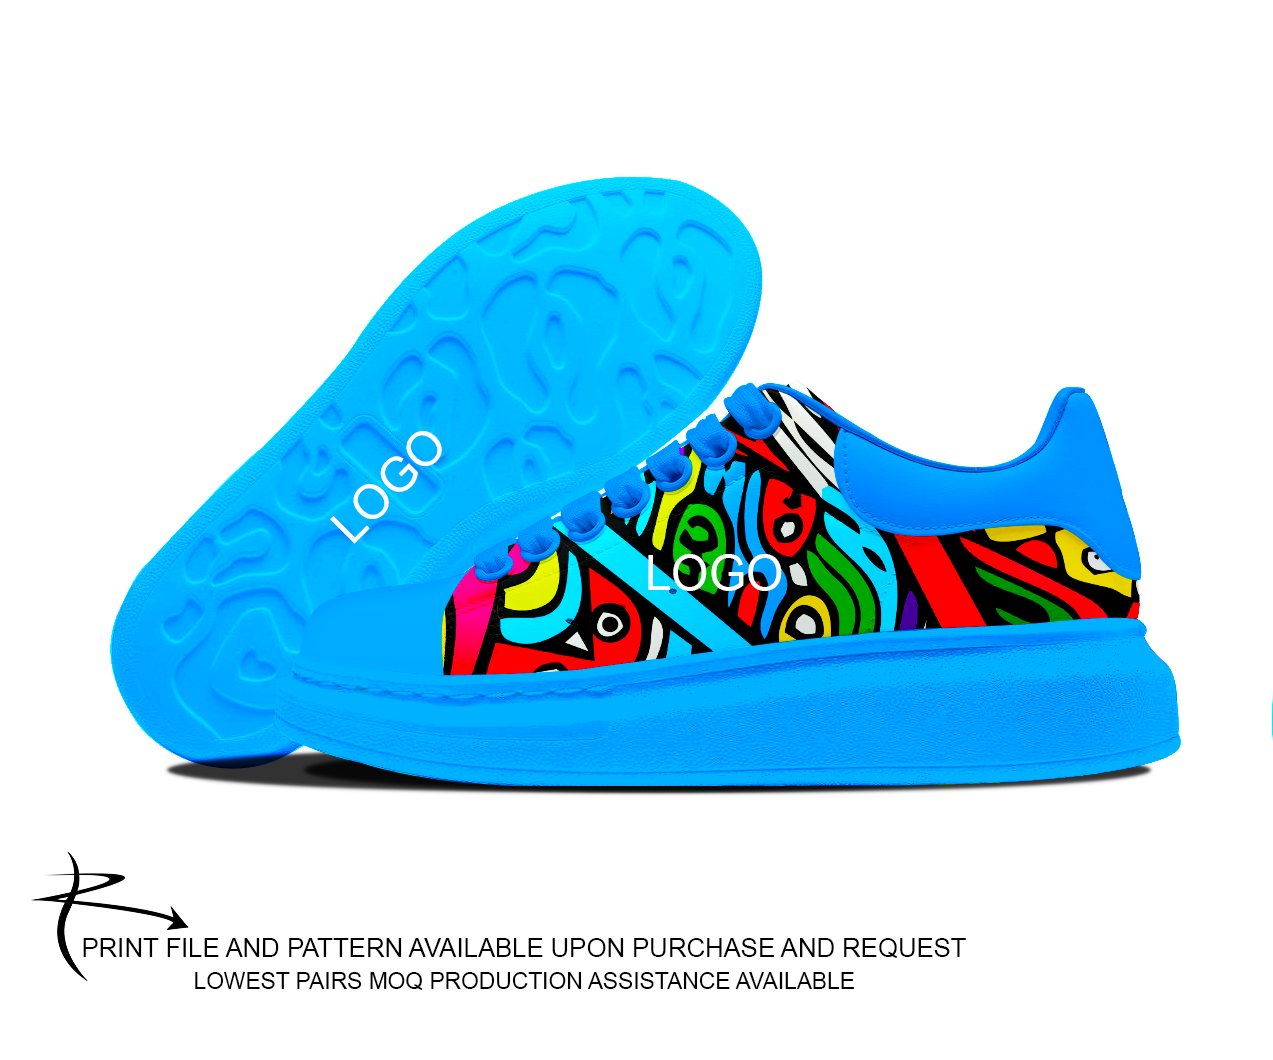 LOGO
LOGO
PRINT FILE AND PATTERN AVAILABLE UPON PURCHASE AND REQUEST
LOWEST PAIRS MOQ PRODUCTION ASSISTANCE AVAILABLE